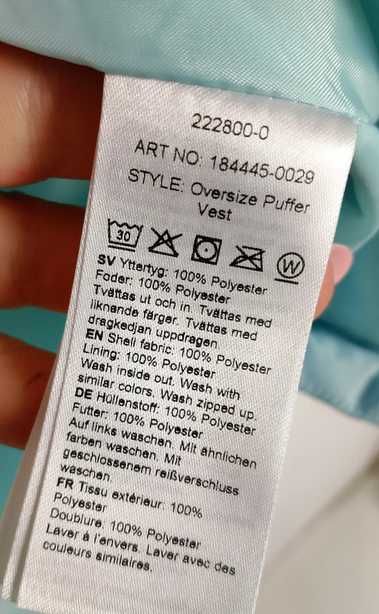 222800-0
ART NO: 184445-0029
STYLE: Oversize Puffer
Vest
30 W
SV Yttertyg: 100% Polyester
Foder: 100% Polyester
Tvättas ut och in. Tvättas med
liknande färger. Tvättas med
dragkedjan uppdragen.
EN Shell fabric: 100% Polyester
Lining: 100% Polyester
Wash inside out. Wash with
similar colors. Wash zipped up.
DE Hüllenstoff: 100% Polyester
Futter: 100% Polyester
Auf links waschen. Mit ähnlichen
farben waschen. Mit
geschlossenem reißverschluss
waschen.
FR Tissu extérieur: 100%
Polyester
Doublure: 100% Polyester
Laver à l'envers. Laver avec des
couleurs similaires.